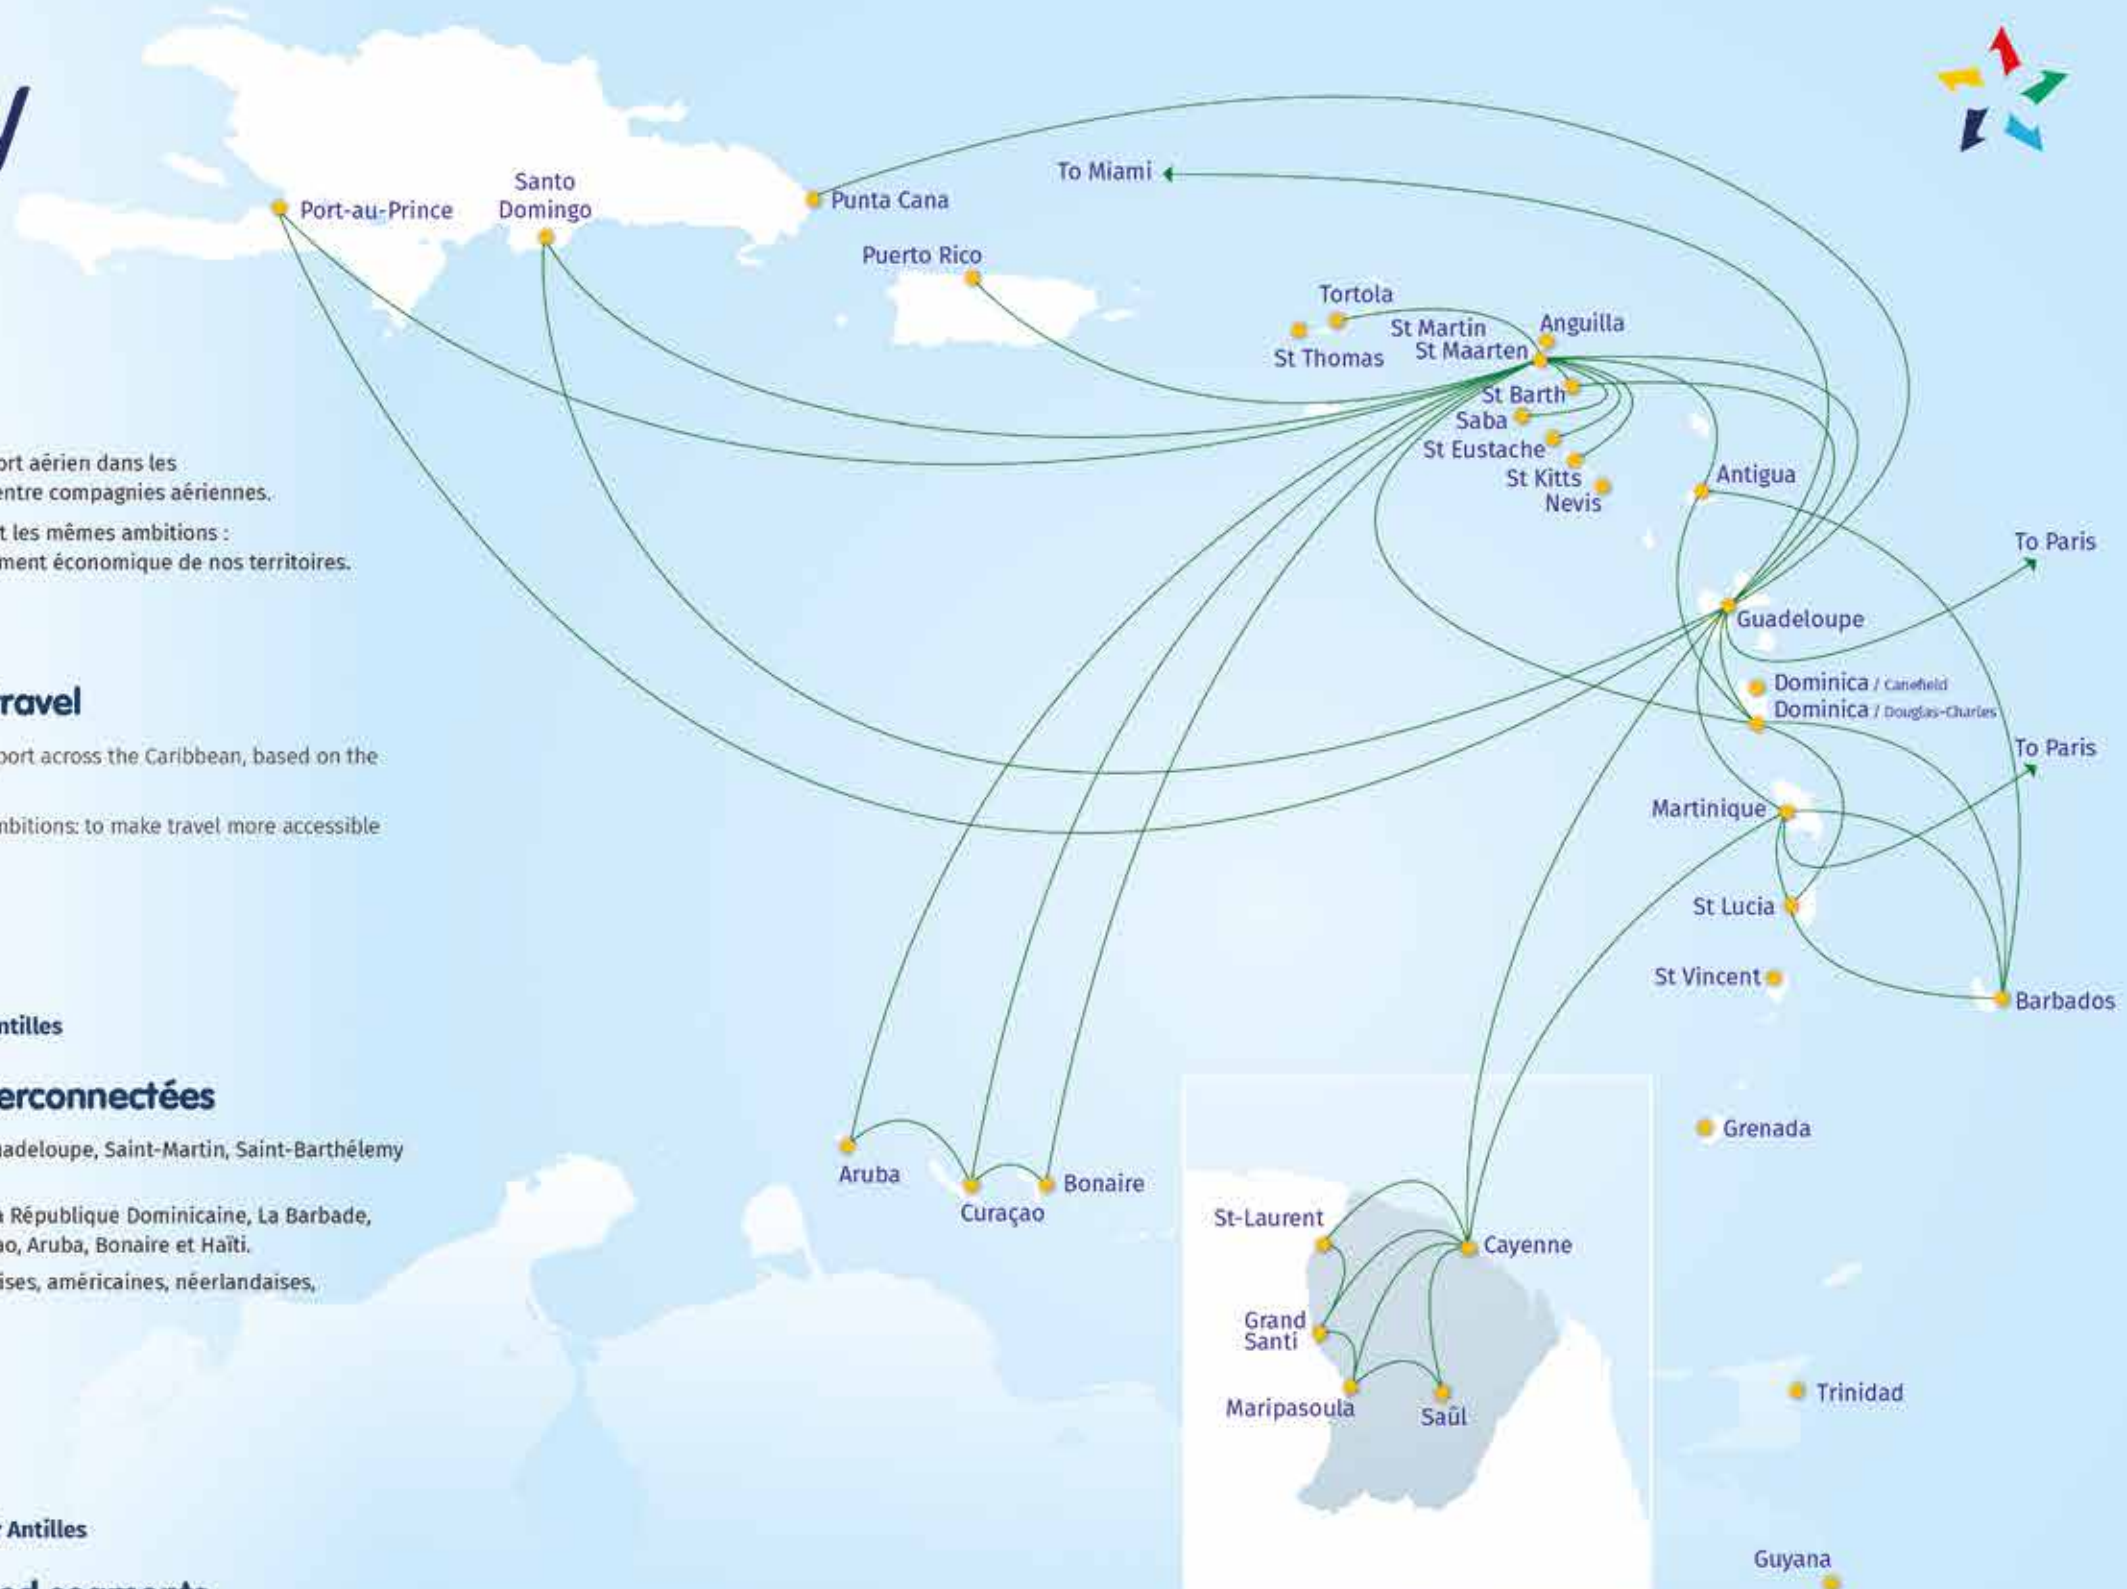 y
ort aérien dans les
entre compagnies aériennes.
t les mêmes ambitions :
ment économique de nos territoires.
ravel
port across the Caribbean, based on the
mbitions: to make travel more accessible
ntilles
erconnectées
uadeloupe, Saint-Martin, Saint-Barthélemy
a République Dominicaine, La Barbade,
ao, Aruba, Bonaire et Haïti.
ises, américaines, néerlandaises,
r Antilles
Port-au-Prince
Santo
Domingo
Punta Cana
To Miami
Puerto Rico
Tortola
St Thomas
St Martin
St Maarten
Anguilla
St Barth
Saba
St Eustache
St Kitts
Nevis
Antigua
To Paris
Guadeloupe
Dominica / Canefield
Dominica / Douglas-Charles
To Paris
Martinique
St Lucia
St Vincent
Barbados
Grenada
Aruba
Curaçao
Bonaire
St-Laurent
Cayenne
Grand
Santi
Maripasoula
Saül
Trinidad
Guyana